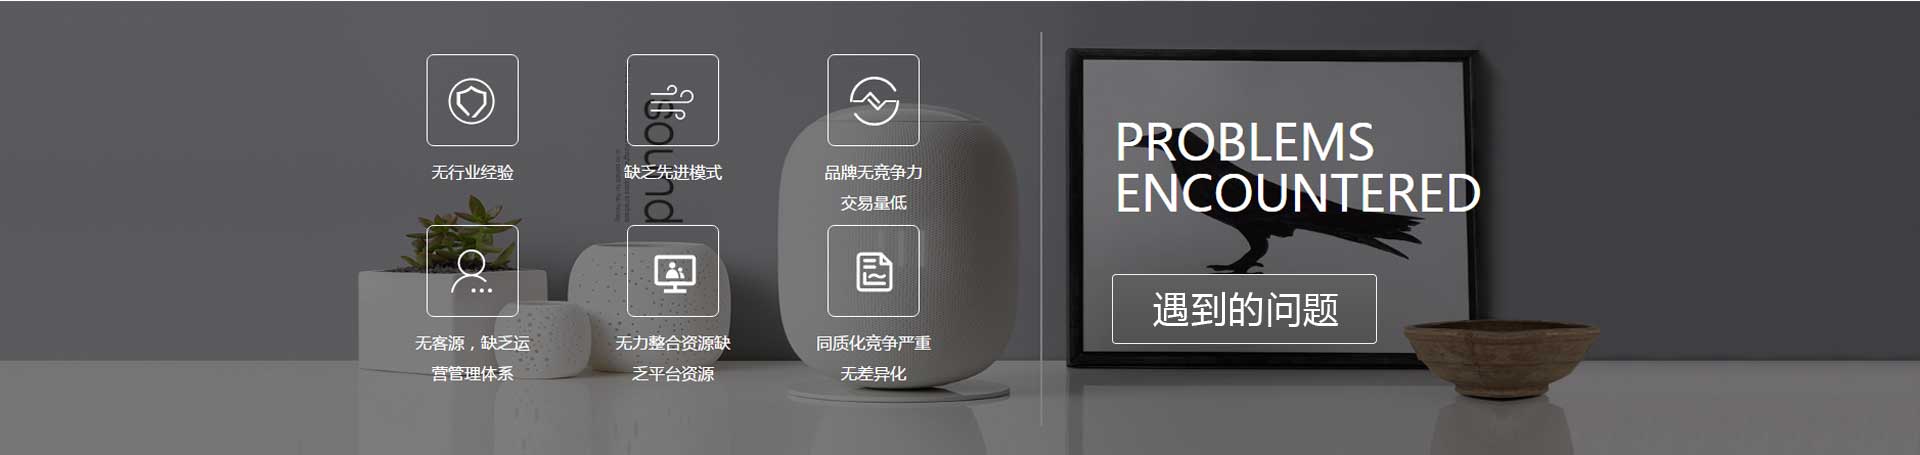 无行业经验
缺乏先进模式
品牌无竞争力
交易量低
无客源，缺乏运
营管理体系
无力整合资源缺
乏平台资源
同质化竞争严重
无差异化
sound
PROBLEMS
ENCOUNTERED
遇到的问题